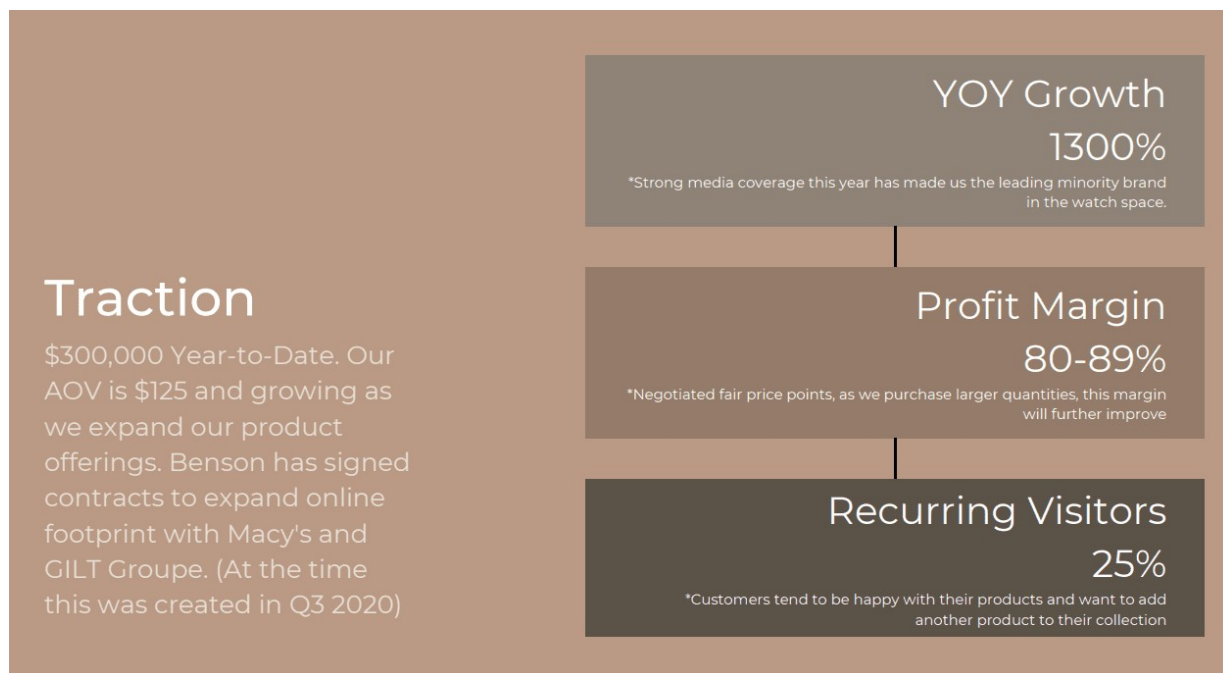 Traction
$300,000 Year-to-Date. Our
AOV is $125 and growing as
we expand our product
offerings. Benson has signed
contracts to expand online
footprint with Macy's and
GILT Groupe. (At the time
this was created in Q3 2020)
YOY Growth
1300%
*Strong media coverage this year has made us the leading minority brand
in the watch space.
Profit Margin
80-89%
*Negotiated fair price points, as we purchase larger quantities, this margin
will further improve
Recurring Visitors
25%
*Customers tend to be happy with their products and want to add
another product to their collection